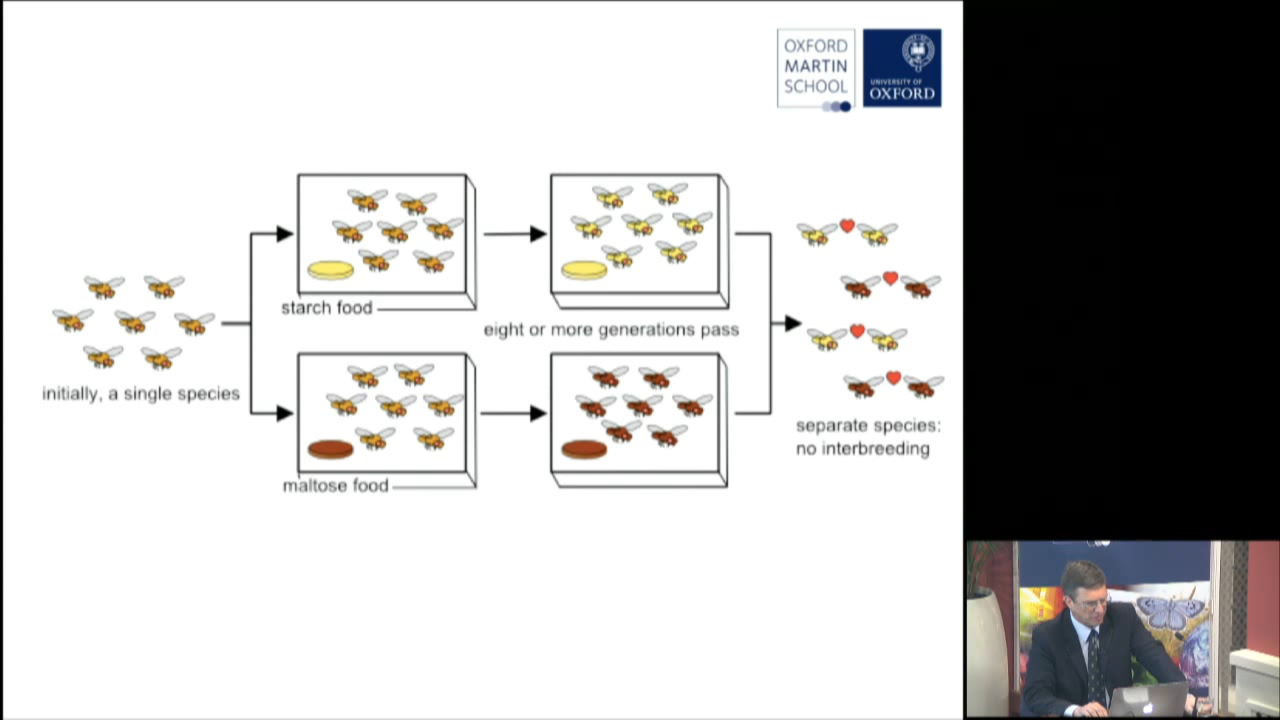 OXFORD
MARTIN
SCHOOL
UNIVERSITY OF
OXFORD
starch food
eight or more generations pass
initially, a single species
maltose food
separate species:
no interbreeding